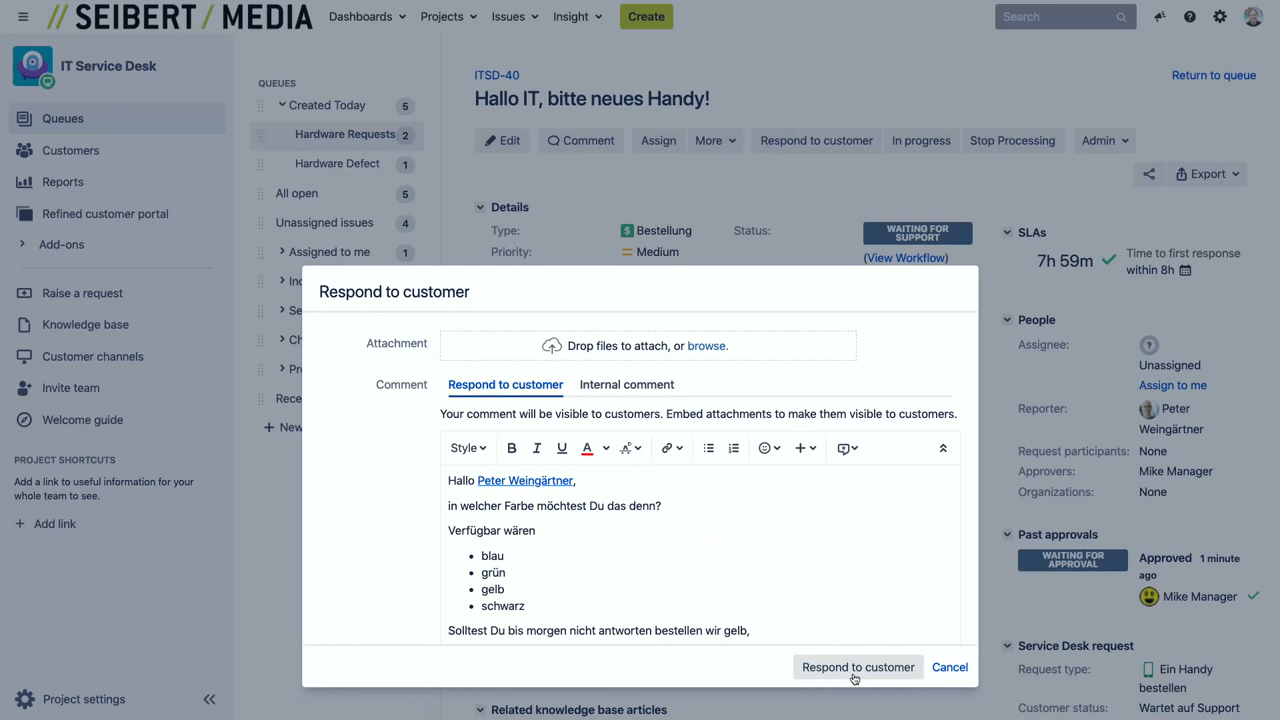 // SEIBERT / MEDIA
Dashboards
Projects
Issues
Insight
Create
Search
IT Service Desk
Queues
Customers
Reports
Refined customer portal
Add-ons
Raise a request
Knowledge base
Customer channels
Invite team
Welcome guide
PROJECT SHORTCUTS
Add a link to useful information for your
whole team to see.
+ Add link
Project settings
QUEUES
Created Today 5
Hardware Requests 2
Hardware Defect 1
All open 5
Unassigned issues 4
Assigned to me 1
+ New
ITSD-40
Return to queue
Hallo IT, bitte neues Handy!
Edit
Comment
Assign
More
Respond to customer
In progress
Stop Processing
Admin
Export
Details
Type: Bestellung
Status: WAITING FOR
SUPPORT
Priority: Medium
(View Workflow)
Respond to customer
Attachment
Drop files to attach, or browse.
Comment
Respond to customer
Internal comment
Your comment will be visible to customers. Embed attachments to make them visible to customers.
Style
B
I
U
A
Hallo Peter Weingärtner,
in welcher Farbe möchtest Du das denn?
Verfügbar wären
• blau
• grün
• gelb
• schwarz
Solltest Du bis morgen nicht antworten bestellen wir gelb,
Respond to customer
Cancel
Related knowledge base articles
SLAs
7h 59m
Time to first response
within 8h
People
Assignee:
Unassigned
Assign to me
Reporter: Peter
Weingärtner
Request participants: None
Approvers: Mike Manager
Organizations: None
Past approvals
WAITING FOR
APPROVAL
Approved 1 minute
ago
Mike Manager
Service Desk request
Request type: Ein Handy
bestellen
Customer status: Wartet auf Support